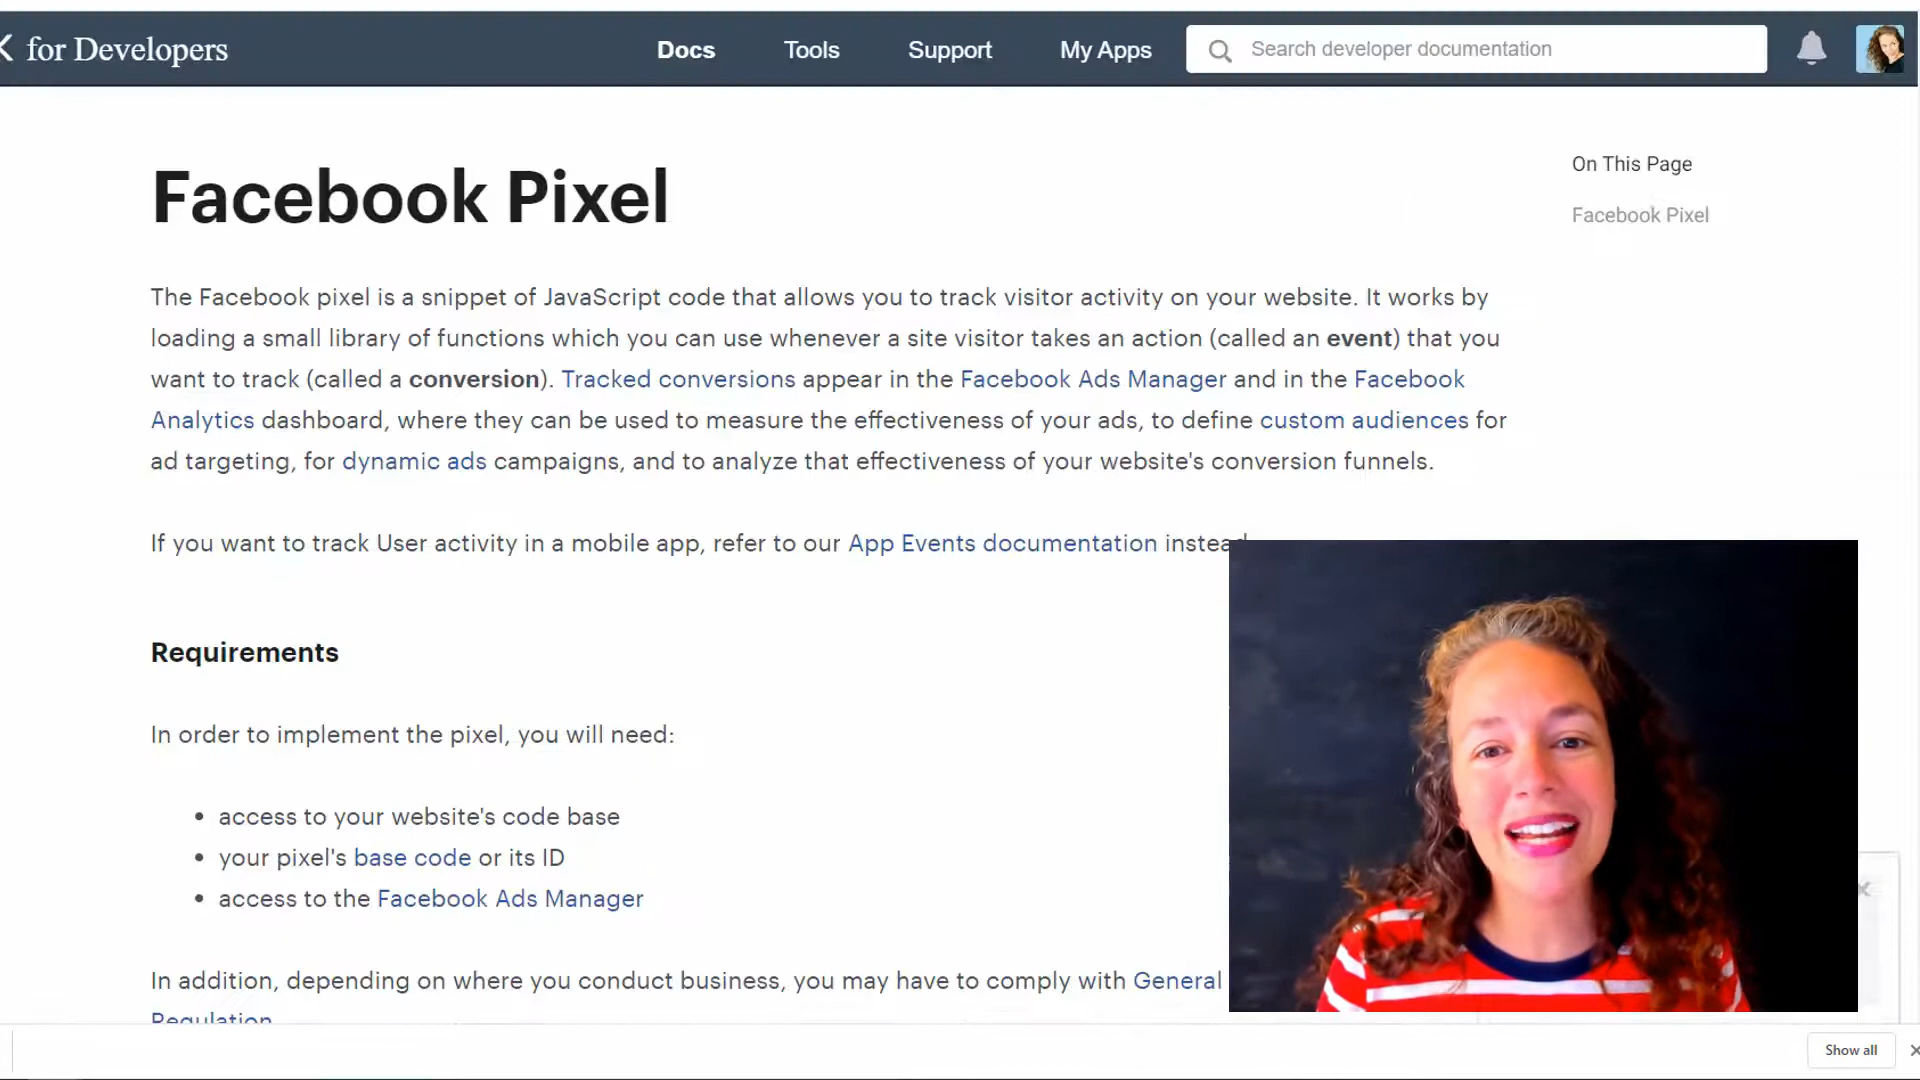 for Developers
Docs
Tools
Support
My Apps
Search developer documentation
Facebook Pixel
On This Page
Facebook Pixel
The Facebook pixel is a snippet of JavaScript code that allows you to track visitor activity on your website. It works by
loading a small library of functions which you can use whenever a site visitor takes an action (called an event) that you
want to track (called a conversion). Tracked conversions appear in the Facebook Ads Manager and in the Facebook
Analytics dashboard, where they can be used to measure the effectiveness of your ads, to define custom audiences for
ad targeting, for dynamic ads campaigns, and to analyze that effectiveness of your website's conversion funnels.
If you want to track User activity in a mobile app, refer to our App Events documentation instead
Requirements
In order to implement the pixel, you will need:
• access to your website's code base
• your pixel's base code or its ID
• access to the Facebook Ads Manager
In addition, depending on where you conduct business, you may have to comply with General
Regulation
Show all